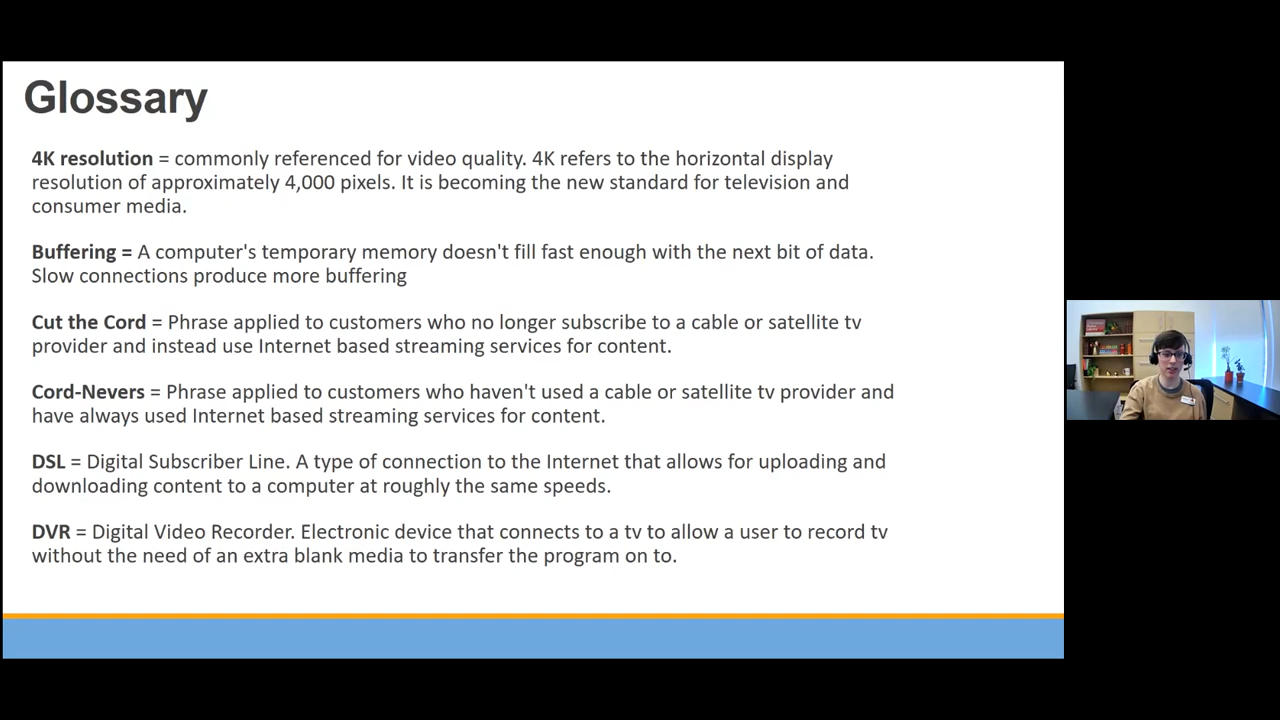 Glossary
4K resolution = commonly referenced for video quality. 4K refers to the horizontal display
resolution of approximately 4,000 pixels. It is becoming the new standard for television and
consumer media.
Buffering = A computer's temporary memory doesn't fill fast enough with the next bit of data.
Slow connections produce more buffering
Cut the Cord = Phrase applied to customers who no longer subscribe to a cable or satellite tv
provider and instead use Internet based streaming services for content.
Cord-Nevers = Phrase applied to customers who haven't used a cable or satellite tv provider and
have always used Internet based streaming services for content.
DSL = Digital Subscriber Line. A type of connection to the Internet that allows for uploading and
downloading content to a computer at roughly the same speeds.
DVR = Digital Video Recorder. Electronic device that connects to a tv to allow a user to record tv
without the need of an extra blank media to transfer the program on to.